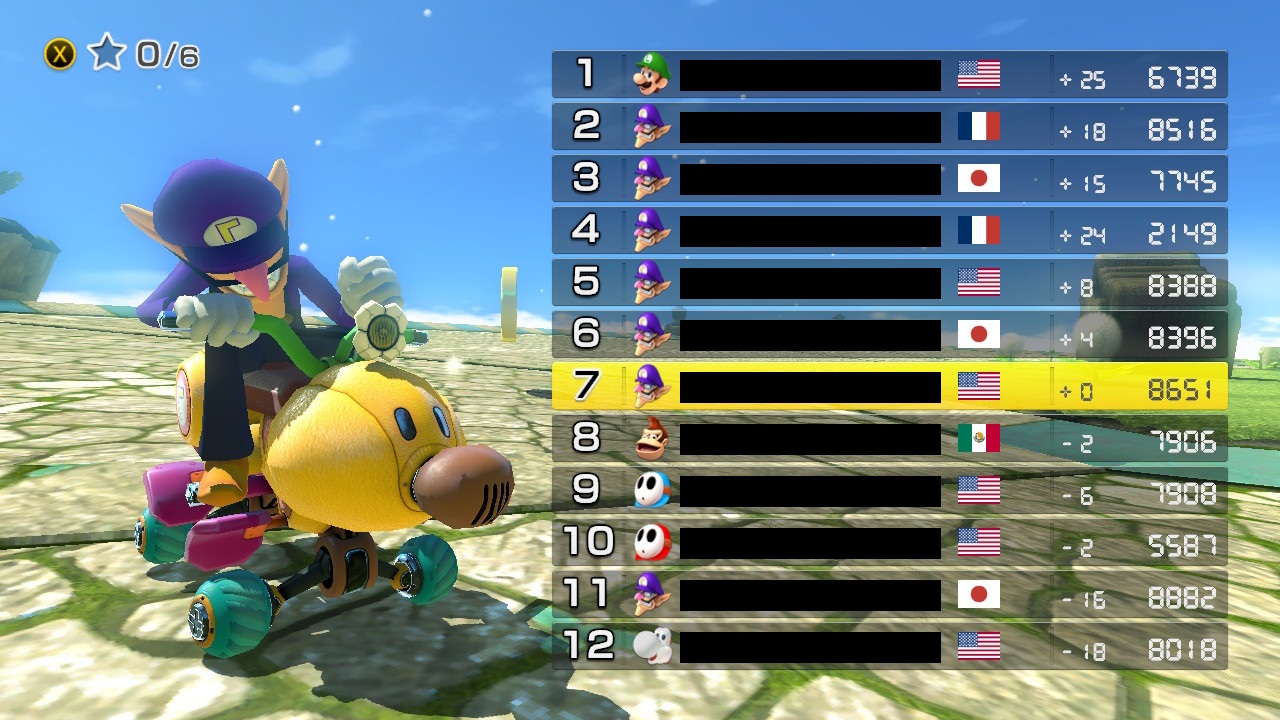 X 0/6
1 + 25 6739
2 + 18 8516
3 + 15 7745
4 + 24 2149
5 + 8 8388
6 + 4 8396
7 + 0 8651
8 - 2 7906
9 - 6 7908
10 - 2 5587
11 - 16 8882
12 - 18 8018